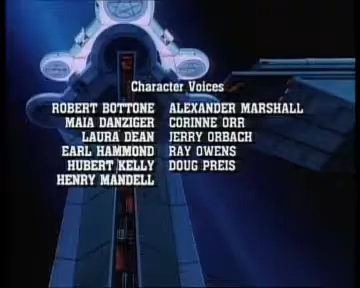 Character Voices
ROBERT BOTTONE ALEXANDER MARSHALL
MAIA DANZIGER CORINNE ORR
LAURA DEAN JERRY ORBACH
EARL HAMMOND RAY OWENS
HUBERT KELLY DOUG PREIS
HENRY MANDELL